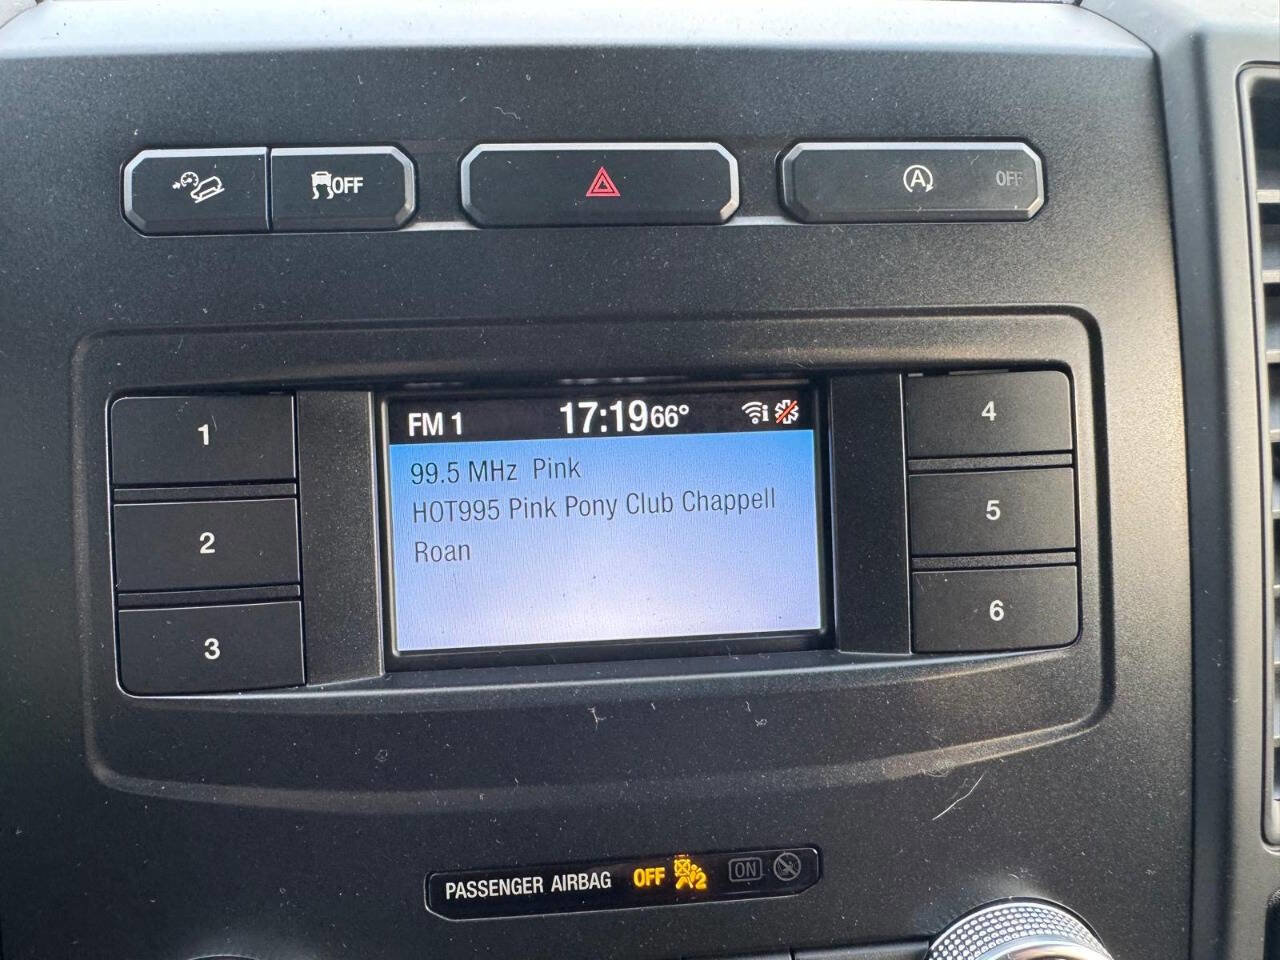 OFF
A OFF
1
2
3
FM 1 17:19 66°
99.5 MHz Pink
HOT995 Pink Pony Club Chappell
Roan
4
5
6
PASSENGER AIRBAG OFF 2 ON